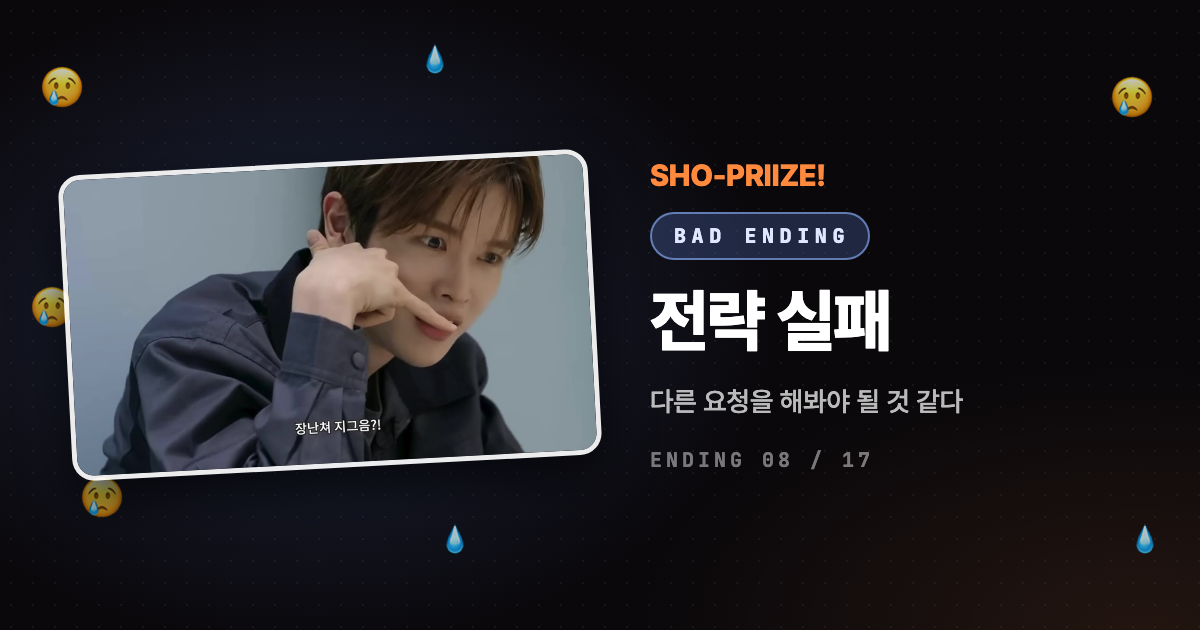 SHO-PRIIZE!
BAD ENDING
전략 실패
다른 요청을 해봐야 될 것 같다
ENDING 08 / 17
장난쳐 지그음?!